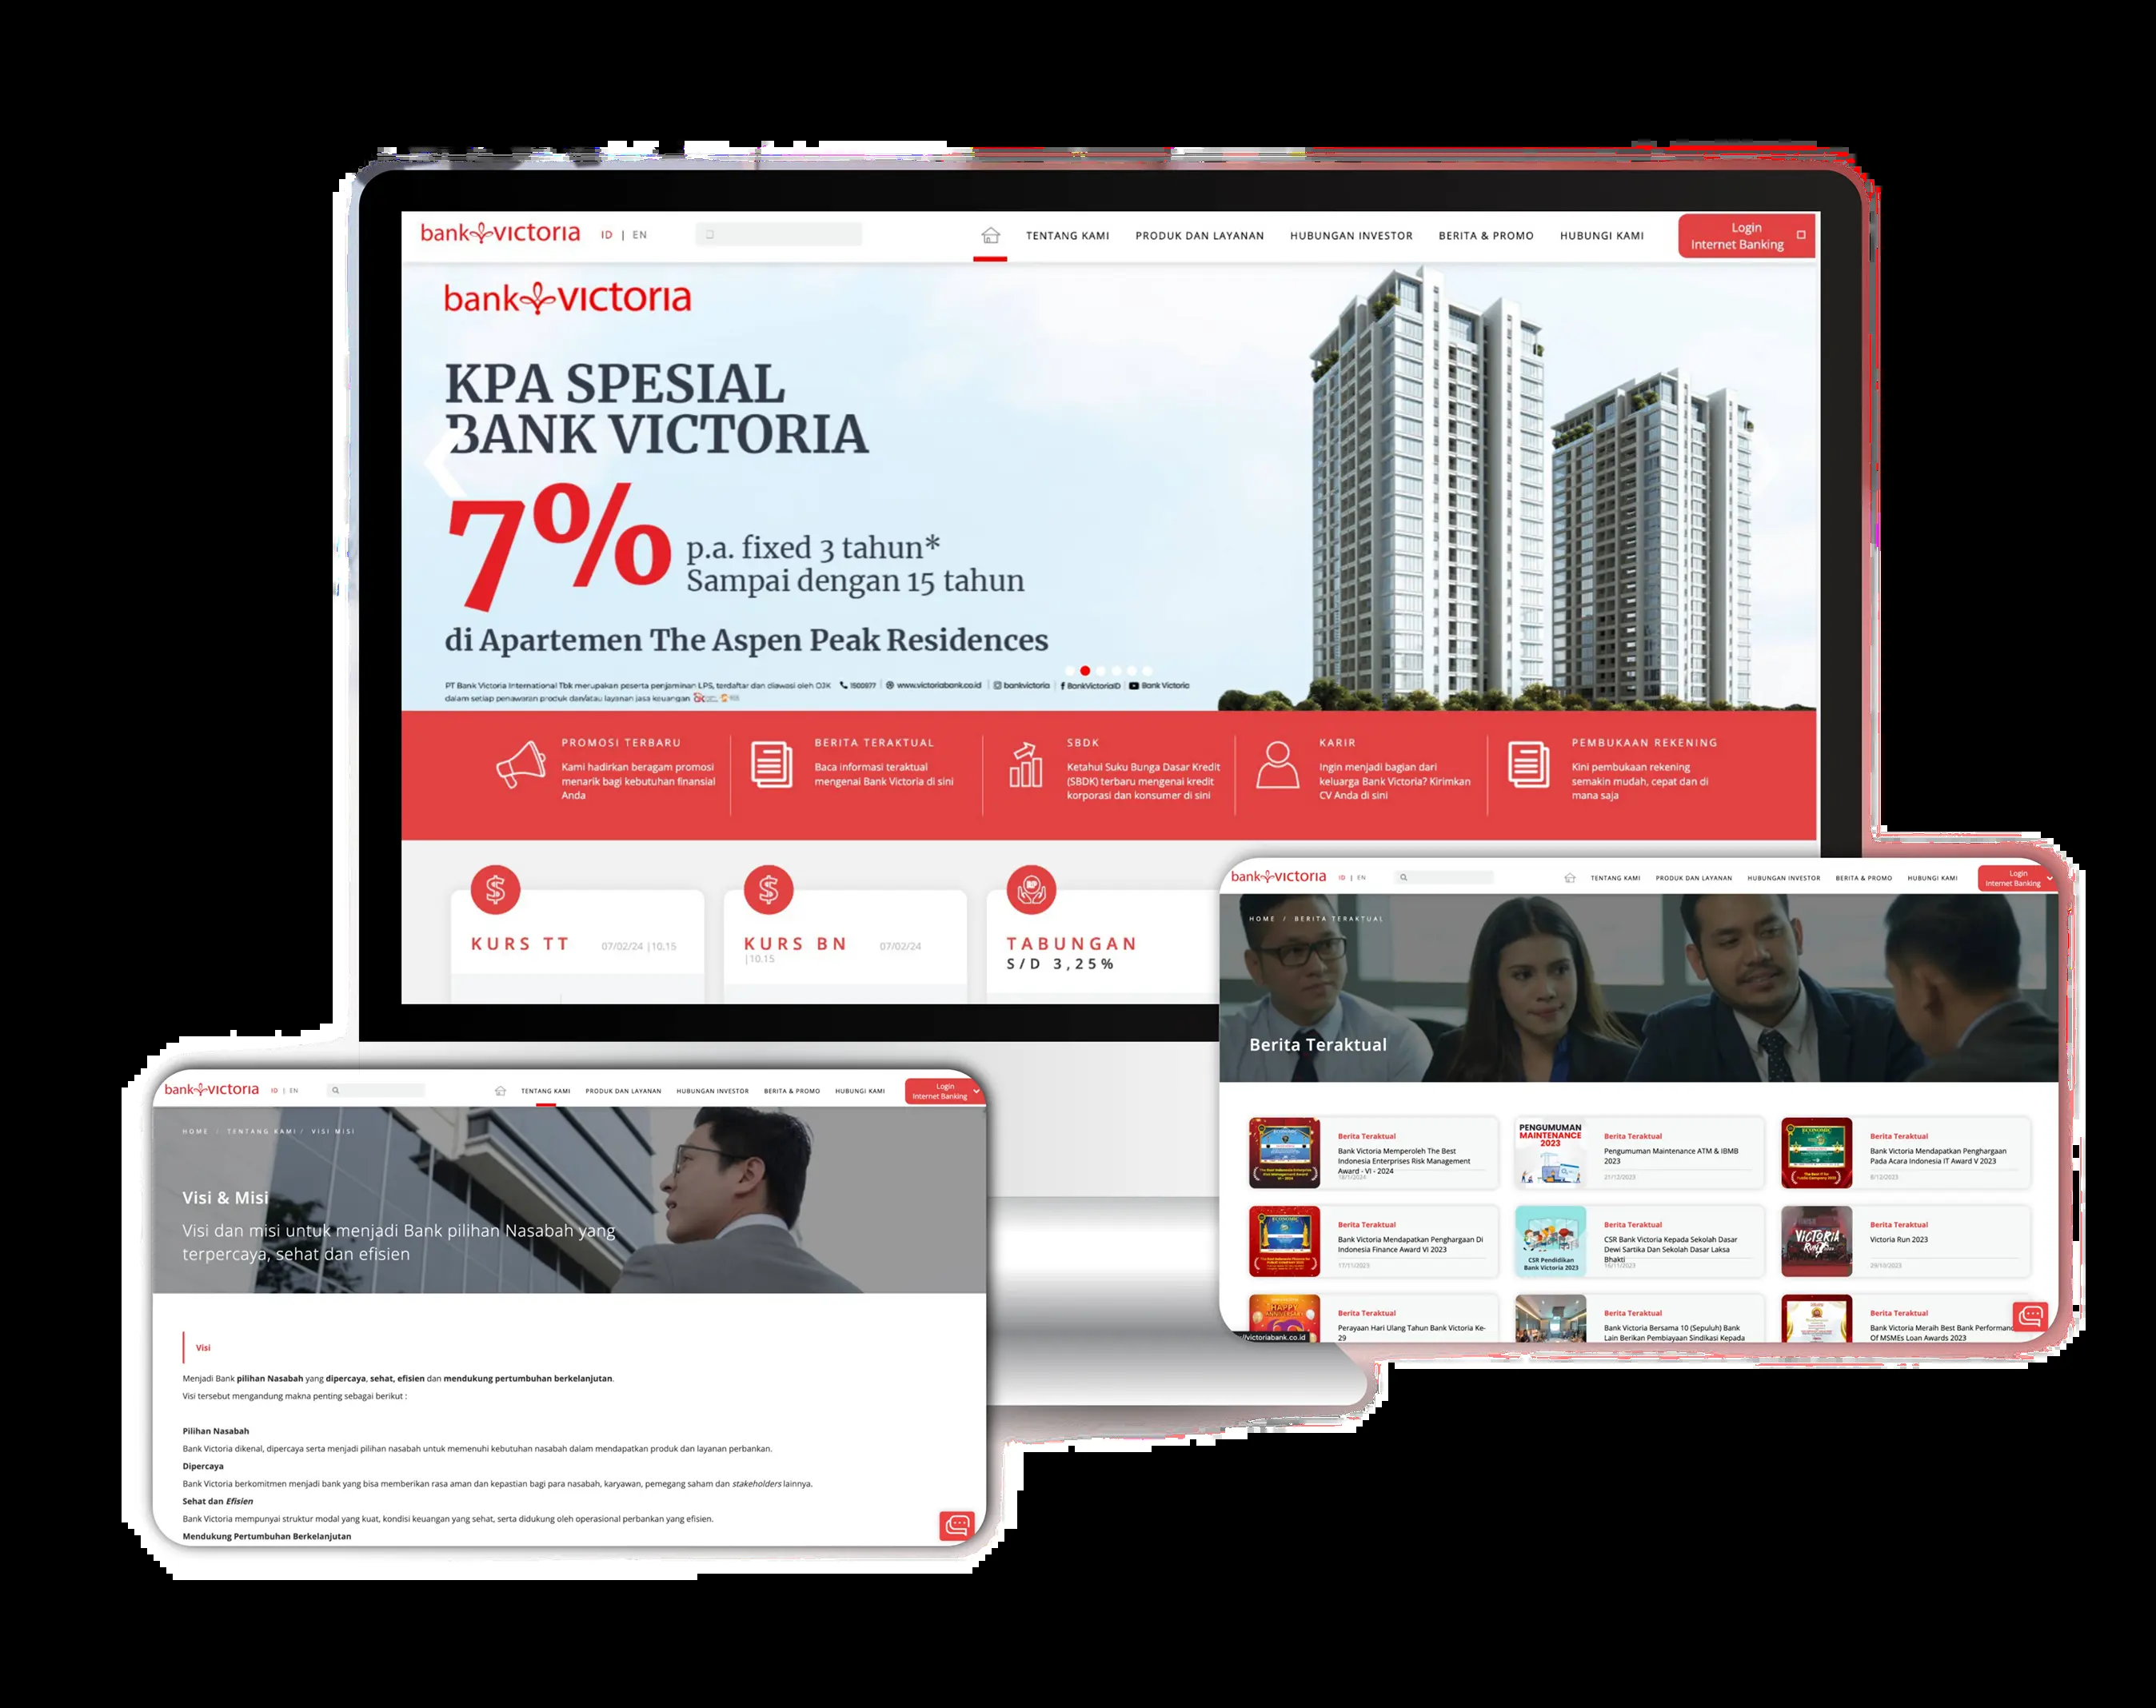 bank victoria ID | EN
TENTANG KAMI PRODUK DAN LAYANAN HUBUNGAN INVESTOR BERITA & PROMO HUBUNGI KAMI
Login
Internet Banking
bank victoria
KPA SPESIAL
BANK VICTORIA
7% p.a. fixed 3 tahun*
Sampai dengan 15 tahun
di Apartemen The Aspen Peak Residences
PT Bank Victoria International Tbk merupakan peserta penjaminan LPS, terdaftar dan diawasi oleh OJK 1500977 | www.victoriabank.co.id | bankvictoria | BankVictoriaID | Bank Victoria
dalam setiap penawaran produk dan/atau layanan jasa keuangan
PROMOSI TERBARU
Kami hadirkan beragam promosi
menarik bagi kebutuhan finansial
Anda
BERITA TERAKTUAL
Baca informasi teraktual
mengenai Bank Victoria di sini
SBDK
Ketahui Suku Bunga Dasar Kredit
(SBDK) terbaru mengenai kredit
korporasi dan konsumer di sini
KARIR
Ingin menjadi bagian dari
keluarga Bank Victoria? Kirimkan
CV Anda di sini
PEMBUKAAN REKENING
Kini pembukaan rekening
semakin mudah, cepat dan di
mana saja
KURS TT 07/02/24 |10.15
KURS BN 07/02/24
|10.15
TABUNGAN
S/D 3,25%
bank victoria ID | EN
TENTANG KAMI PRODUK DAN LAYANAN HUBUNGAN INVESTOR BERITA & PROMO HUBUNGI KAMI
Login
Internet Banking
HOME / BERITA TERAKTUAL
Berita Teraktual
Berita Teraktual
Bank Victoria Memperoleh The Best
Indonesia Enterprises Risk Management
Award - VI - 2024
18/1/2024
PENGUMUMAN
MAINTENANCE
2023
Berita Teraktual
Pengumuman Maintenance ATM & IBMB
2023
21/12/2023
Berita Teraktual
Bank Victoria Mendapatkan Penghargaan
Pada Acara Indonesia IT Award V 2023
8/12/2023
Berita Teraktual
Bank Victoria Mendapatkan Penghargaan Di
Indonesia Finance Award VI 2023
17/11/2023
CSR Pendidikan
Bank Victoria 2023
Berita Teraktual
CSR Bank Victoria Kepada Sekolah Dasar
Dewi Sartika Dan Sekolah Dasar Laksa
Bhakti
16/11/2023
VICTORIA
RUN
Berita Teraktual
Victoria Run 2023
29/10/2023
HAPPY
ANNIVERSARY
Berita Teraktual
Perayaan Hari Ulang Tahun Bank Victoria Ke-
29
Berita Teraktual
Bank Victoria Bersama 10 (Sepuluh) Bank
Lain Berikan Pembiayaan Sindikasi Kepada
Berita Teraktual
Bank Victoria Meraih Best Bank Performanc
Of MSMEs Loan Awards 2023
//victoriabank.co.id
bank victoria ID | EN
TENTANG KAMI PRODUK DAN LAYANAN HUBUNGAN INVESTOR BERITA & PROMO HUBUNGI KAMI
Login
Internet Banking
HOME / TENTANG KAMI / VISI MISI
Visi & Misi
Visi dan misi untuk menjadi Bank pilihan Nasabah yang
terpercaya, sehat dan efisien
Visi
Menjadi Bank pilihan Nasabah yang dipercaya, sehat, efisien dan mendukung pertumbuhan berkelanjutan.
Visi tersebut mengandung makna penting sebagai berikut :
Pilihan Nasabah
Bank Victoria dikenal, dipercaya serta menjadi pilihan nasabah untuk memenuhi kebutuhan nasabah dalam mendapatkan produk dan layanan perbankan.
Dipercaya
Bank Victoria berkomitmen menjadi bank yang bisa memberikan rasa aman dan kepastian bagi para nasabah, karyawan, pemegang saham dan stakeholders lainnya.
Sehat dan Efisien
Bank Victoria mempunyai struktur modal yang kuat, kondisi keuangan yang sehat, serta didukung oleh operasional perbankan yang efisien.
Mendukung Pertumbuhan Berkelanjutan